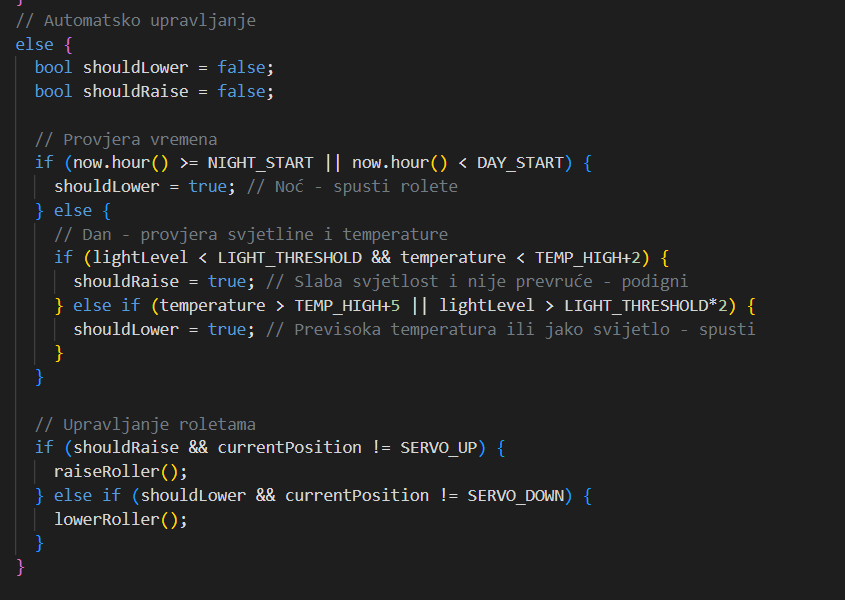 }
// Automatsko upravljanje
else {
  bool shouldLower = false;
  bool shouldRaise = false;

  // Provjera vremena
  if (now.hour() >= NIGHT_START || now.hour() < DAY_START) {
    shouldLower = true; // Noć - spusti rolete
  } else {
    // Dan - provjera svjetline i temperature
    if (lightLevel < LIGHT_THRESHOLD && temperature < TEMP_HIGH+2) {
      shouldRaise = true; // Slaba svjetlost i nije prevruće - podigni
    } else if (temperature > TEMP_HIGH+5 || lightLevel > LIGHT_THRESHOLD*2) {
      shouldLower = true; // Previsoka temperatura ili jako svijetlo - spusti
    }
  }

  // Upravljanje roletama
  if (shouldRaise && currentPosition != SERVO_UP) {
    raiseRoller();
  } else if (shouldLower && currentPosition != SERVO_DOWN) {
    lowerRoller();
  }
}